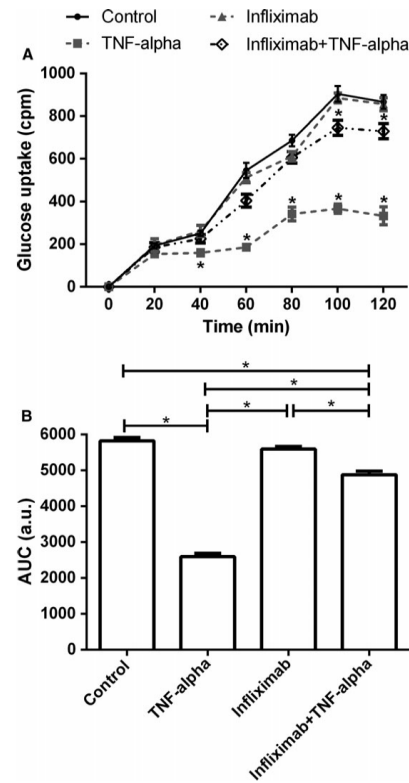 Control Infliximab
TNF-alpha Infliximab+TNF-alpha
A
Glucose uptake (cpm)
1000
800
600
400
200
0
* * * * * * *
0 20 40 60 80 100 120
Time (min)
*
*
* * *
B
AUC (a.u.)
6000
5000
4000
3000
2000
1000
0
Control
TNF-alpha
Infliximab
Infliximab+TNF-alpha